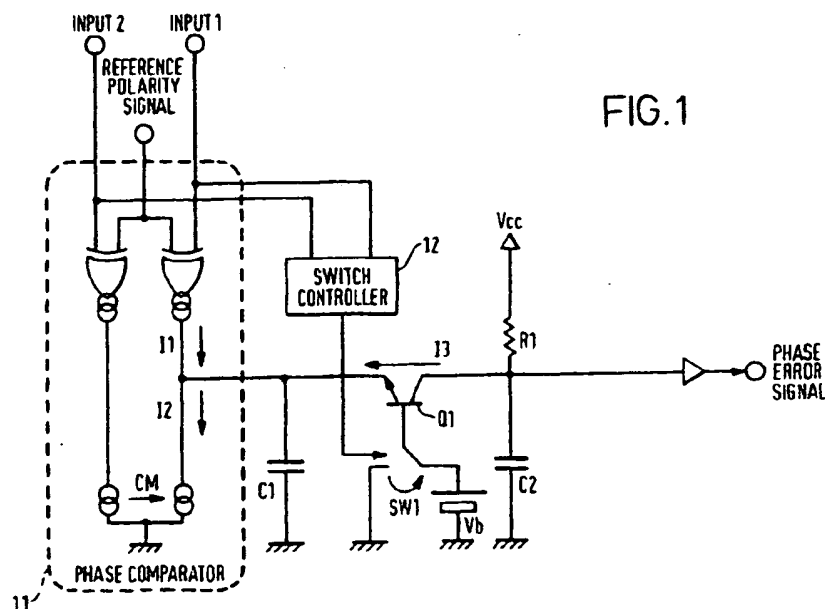 INPUT 2
INPUT 1
REFERENCE
POLARITY
SIGNAL
FIG.1
12
SWITCH
CONTROLLER
Vcc
R1
I1
I3
PHASE
ERROR
SIGNAL
I2
Q1
CM
C1
SW1
Vb
C2
PHASE COMPARATOR
11